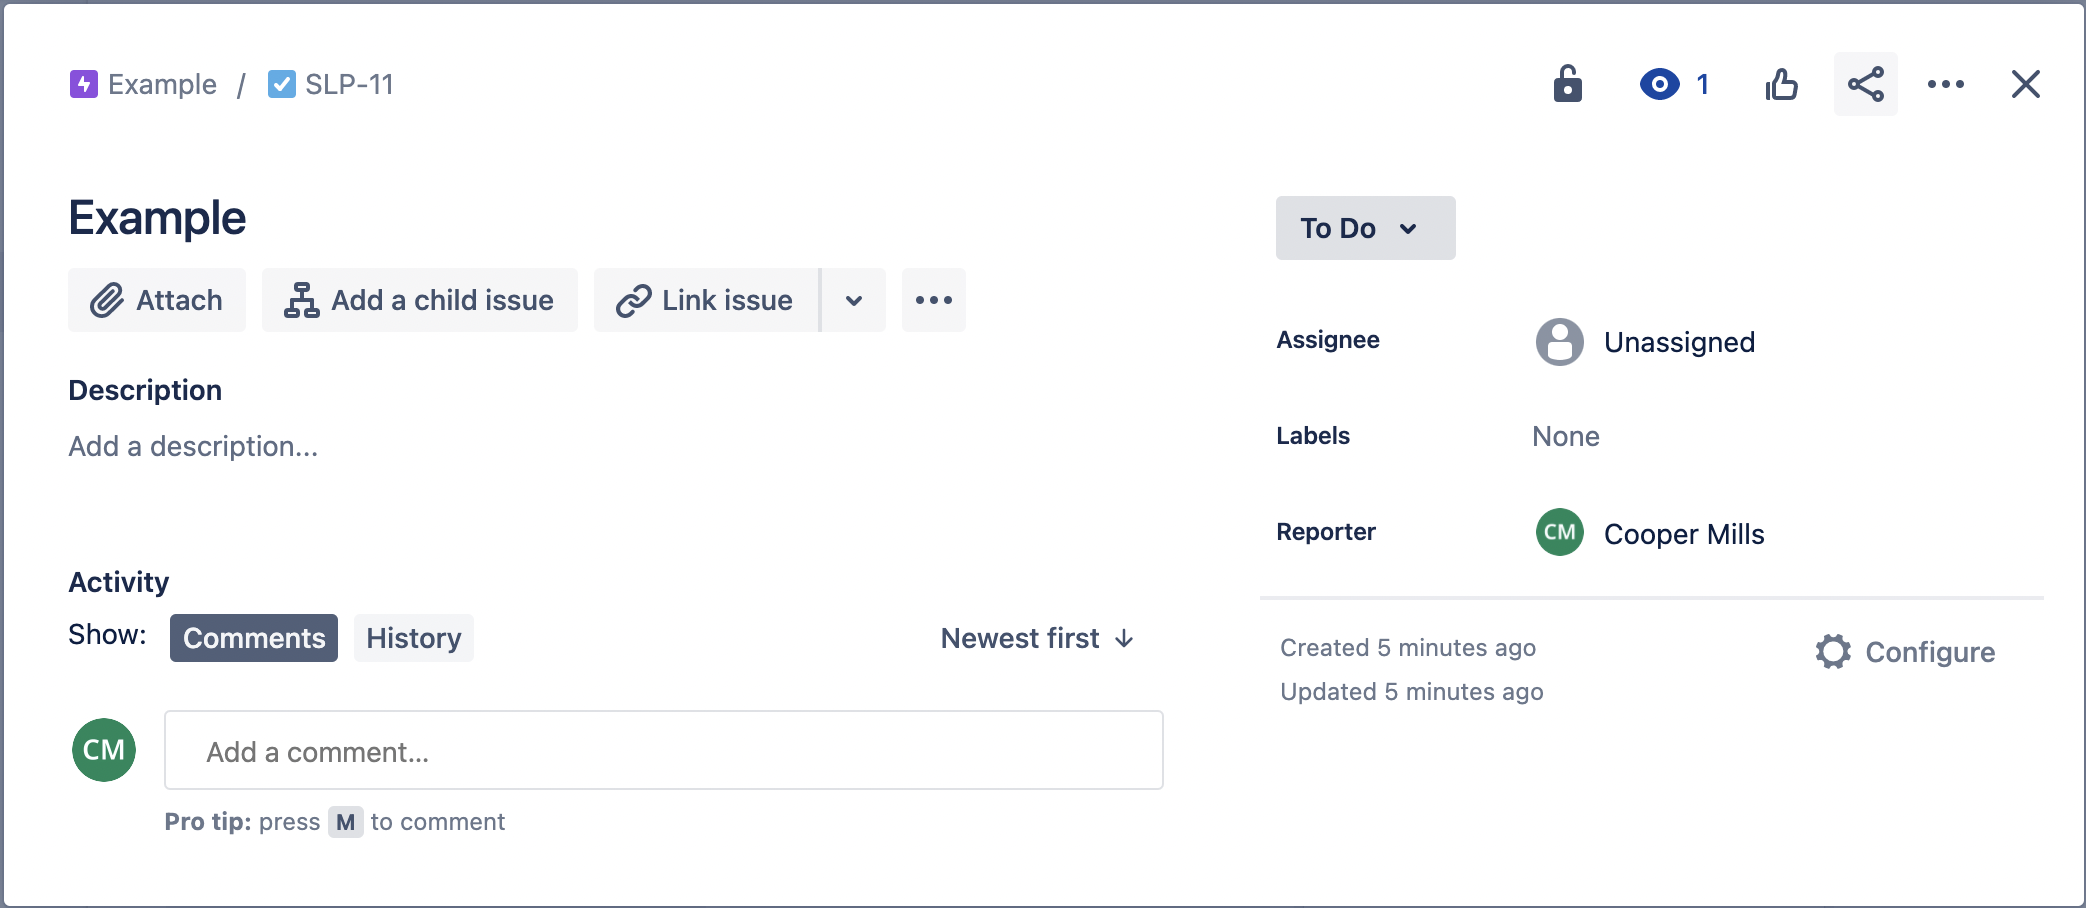 Example / SLP-11
1
Example
Attach
Add a child issue
Link issue
Description
Add a description...
Activity
Show: Comments History
Newest first
CM
Add a comment...
Pro tip: press M to comment
To Do
Assignee
Unassigned
Labels
None
Reporter
CM Cooper Mills
Created 5 minutes ago
Updated 5 minutes ago
Configure